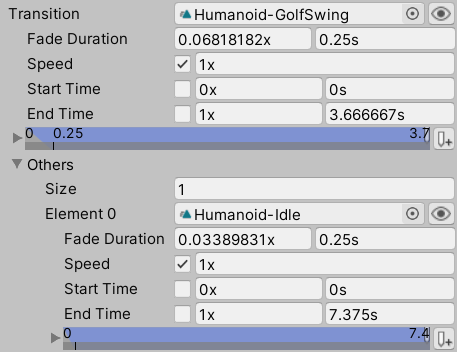 Transition Humanoid-GolfSwing
Fade Duration 0.06818182x 0.25s
Speed 1x
Start Time 0x 0s
End Time 1x 3.666667s
0 0.25 3.7
Others
Size 1
Element 0 Humanoid-Idle
Fade Duration 0.03389831x 0.25s
Speed 1x
Start Time 0x 0s
End Time 1x 7.375s
0 7.4